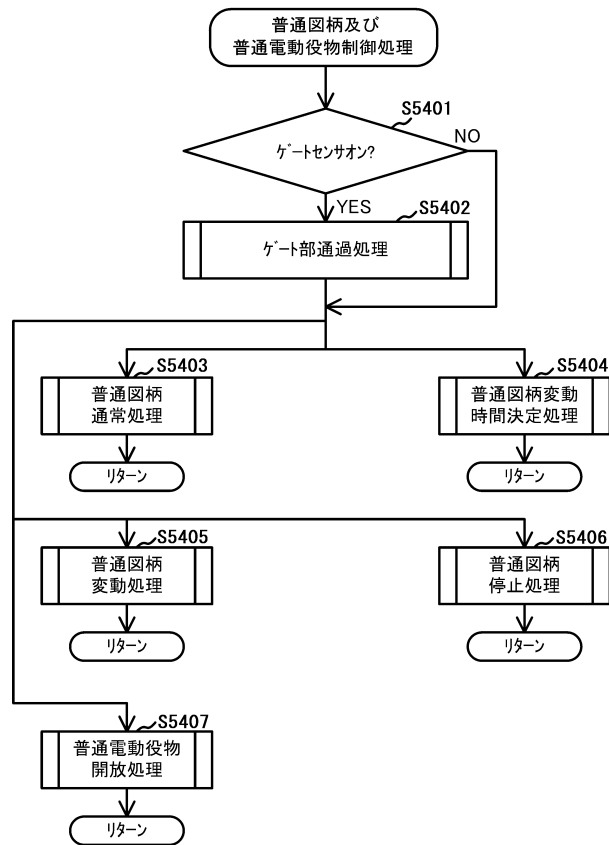 普通図柄及び
普通電動役物制御処理
S5401
ｹﾞｰﾄセンサオン?
NO
YES
S5402
ｹﾞｰﾄ部通過処理
S5403
普通図柄
通常処理
ﾘﾀｰﾝ
S5404
普通図柄変動
時間決定処理
ﾘﾀｰﾝ
S5405
普通図柄
変動処理
ﾘﾀｰﾝ
S5406
普通図柄
停止処理
ﾘﾀｰﾝ
S5407
普通電動役物
開放処理
ﾘﾀｰﾝ